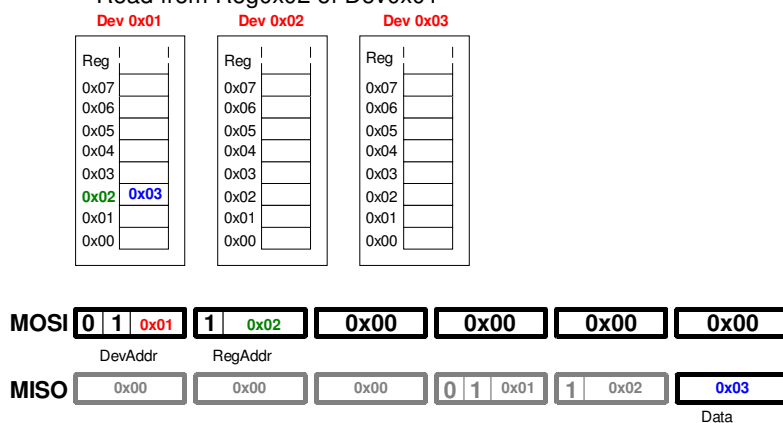 Read from Reg0x02 of Dev0x01
Dev 0x01 Dev 0x02 Dev 0x03
Reg Reg Reg
0x07 0x07 0x07
0x06 0x06 0x06
0x05 0x05 0x05
0x04 0x04 0x04
0x03 0x03 0x03
0x02 0x03 0x02 0x02
0x01 0x01 0x01
0x00 0x00 0x00
MOSI 0 1 0x01 1 0x02 0x00 0x00 0x00 0x00
DevAddr RegAddr
MISO 0x00 0x00 0x00 0 1 0x01 1 0x02 0x03
Data